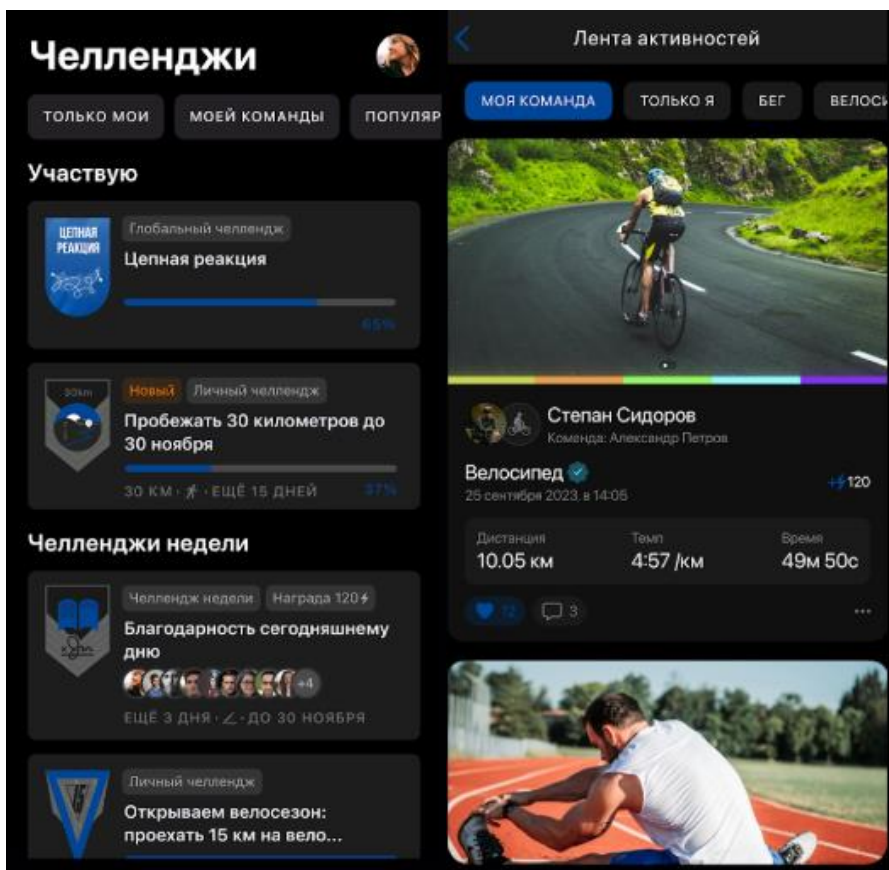 Челленджи
ТОЛЬКО МОИ
МОЕЙ КОМАНДЫ
ПОПУЛЯР
Участвую
ЦЕПНАЯ
РЕАКЦИЯ
Глобальный челлендж
Цепная реакция
65%
30km
Новый
Личный челлендж
Пробежать 30 километров до
30 ноября
30 КМ · · ЕЩЁ 15 ДНЕЙ
37%
Челленджи недели
Челлендж недели
Награда 120
Благодарность сегодняшнему
дню
+4
ЕЩЁ 3 ДНЯ · · ДО 30 НОЯБРЯ
15
Личный челлендж
Открываем велосезон:
проехать 15 км на вело...
Лента активностей
МОЯ КОМАНДА
ТОЛЬКО Я
БЕГ
ВЕЛОСИ
Степан Сидоров
Команда: Александр Петров
Велосипед
+120
25 сентября 2023, в 14:05
Дистанция
Темп
Время
10.05 км
4:57 /км
49м 50с
12
3